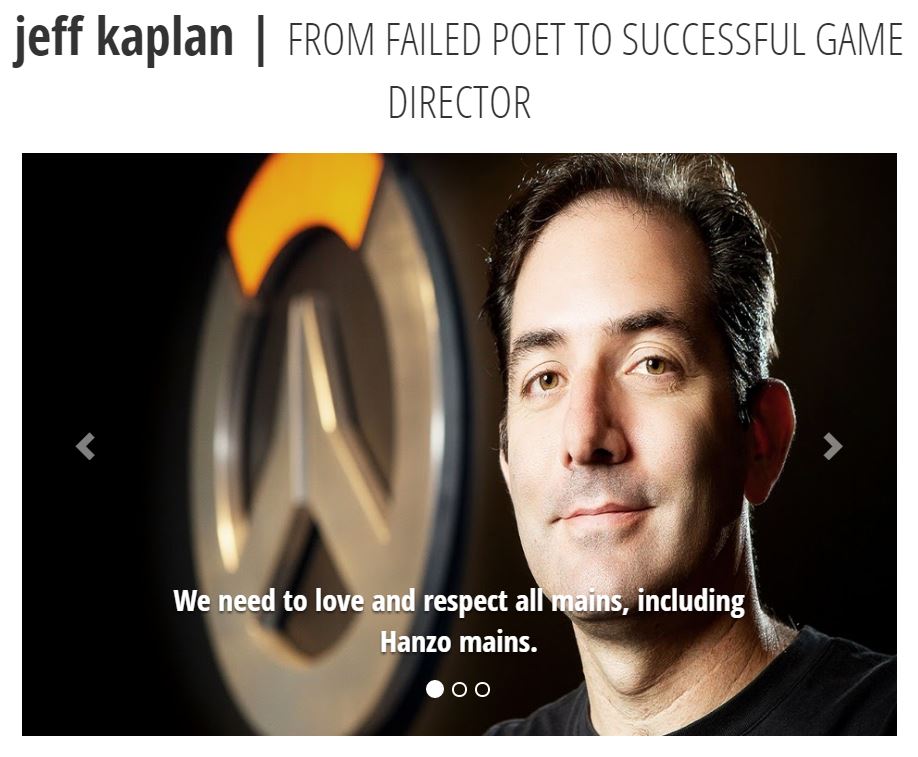 jeff kaplan | FROM FAILED POET TO SUCCESSFUL GAME
DIRECTOR
We need to love and respect all mains, including
Hanzo mains.